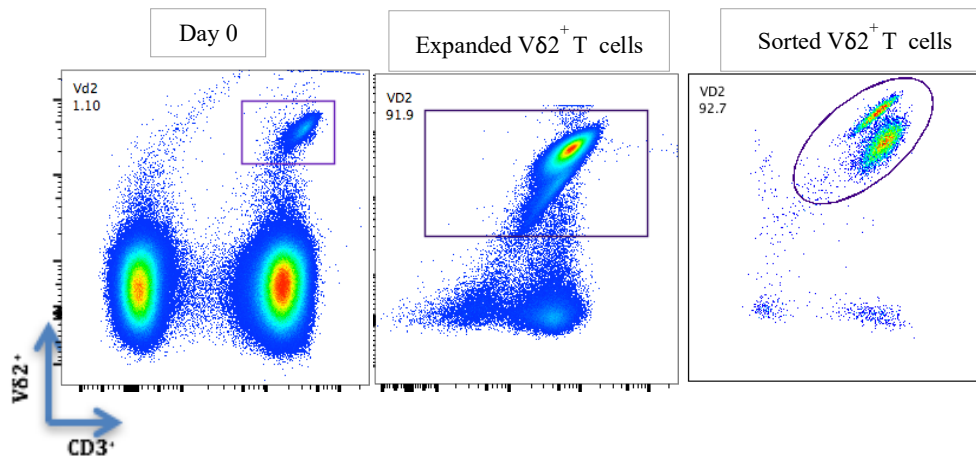 Day 0
Expanded Vδ2+ T cells
Sorted Vδ2+ T cells
Vd2
1.10
VD2
91.9
VD2
92.7
Vδ2+
CD3+